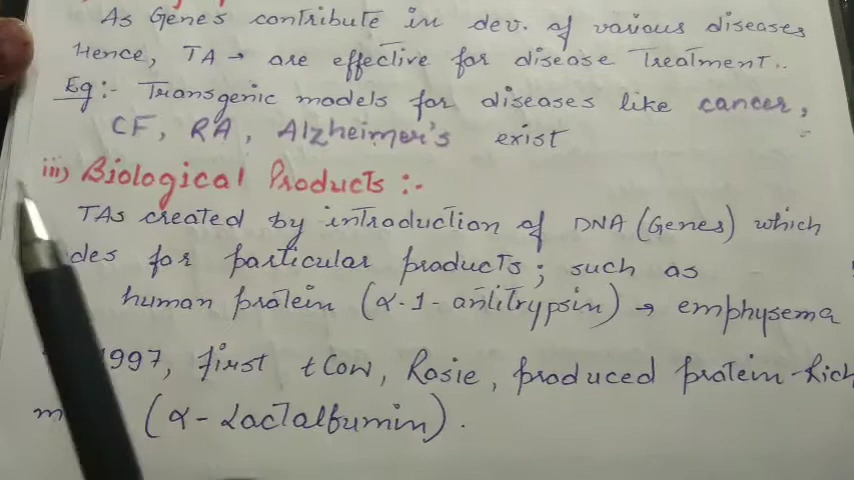 As Genes contribute in dev. of various diseases
Hence, TA → are effective for disease Treatment..
Eg:- Transgenic models for diseases like cancer,
CF, RA, Alzheimer's exist
iii) Biological Products :-
TAs created by introduction of DNA (Genes) which
des for particular products; such as
human protein (α-1-antitrypsin) → emphysema
1997, first tCow, Rosie, produced protein-Rich
m (α-Lactalbumin).